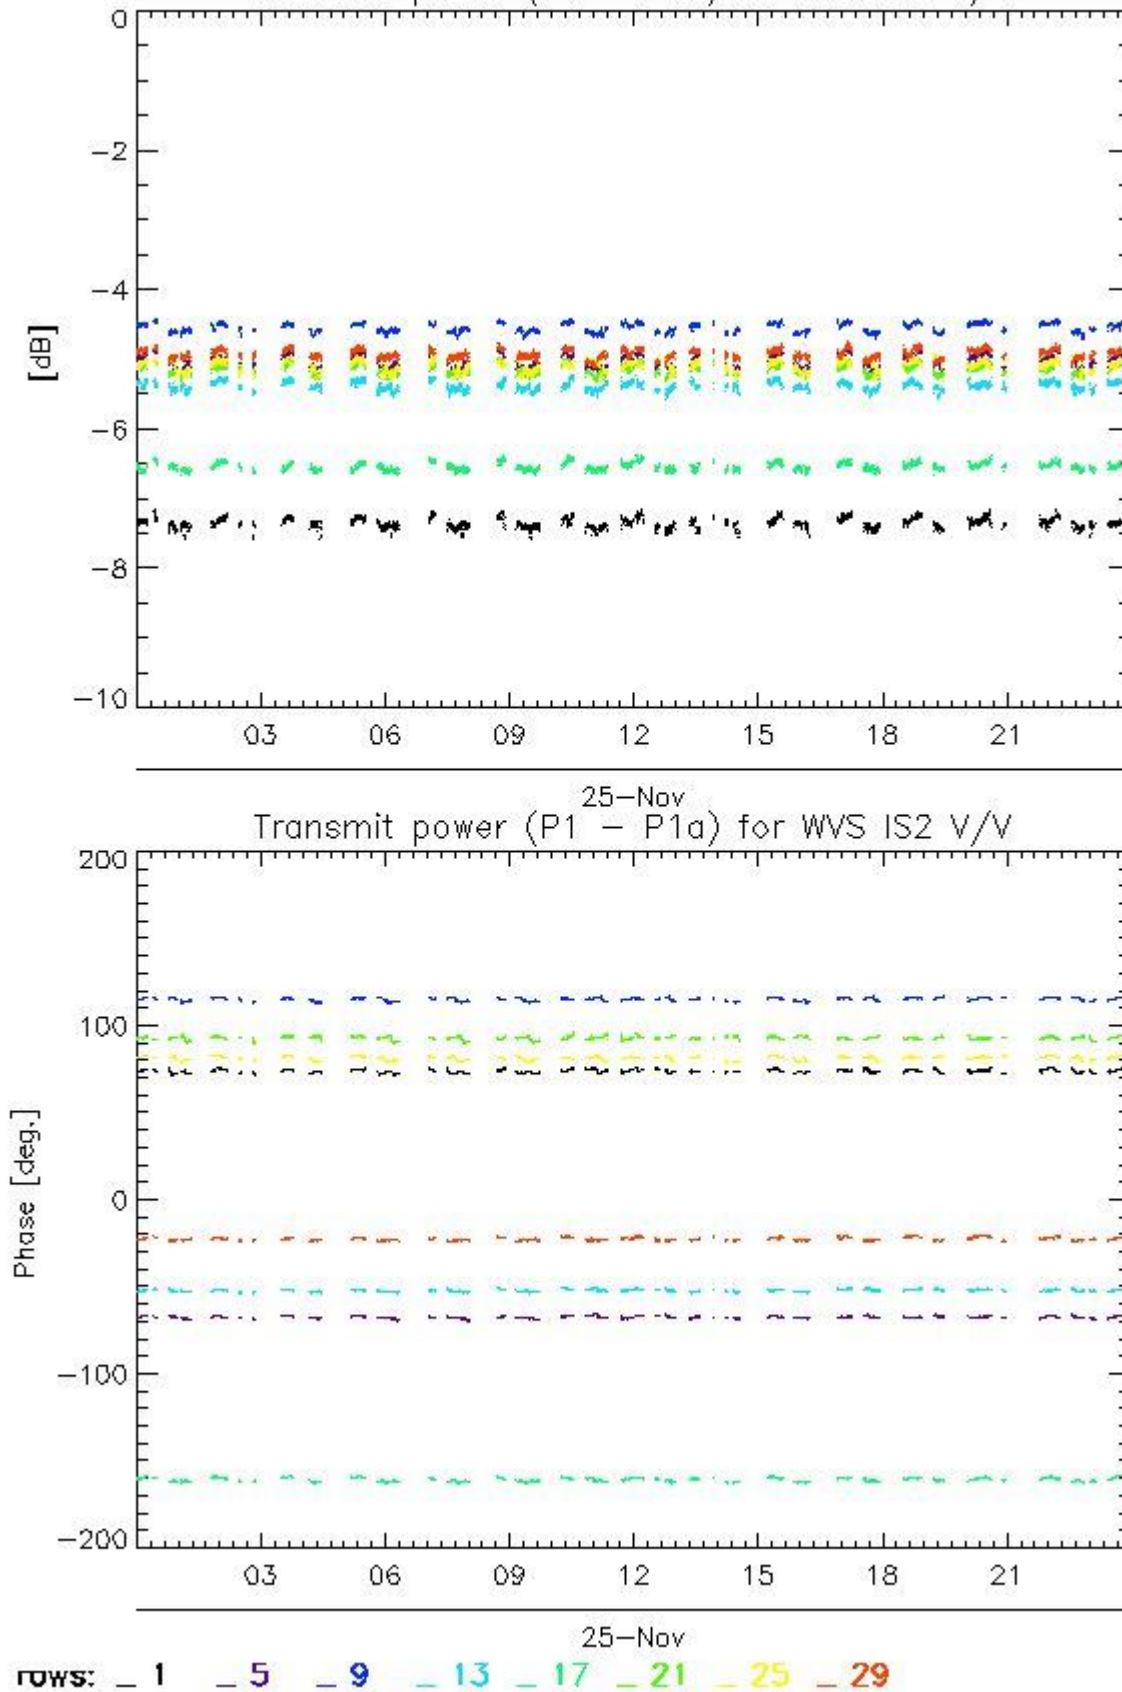 0
-2
-4
[dB]
-6
-8
-10
03 06 09 12 15 18 21
25-Nov
Transmit power (P1 - P1a) for WVS IS2 V/V
200
100
Phase [deg.]
0
-100
-200
03 06 09 12 15 18 21
25-Nov
rows: _ 1 _ 5 _ 9 _ 13 _ 17 _ 21 _ 25 _ 29